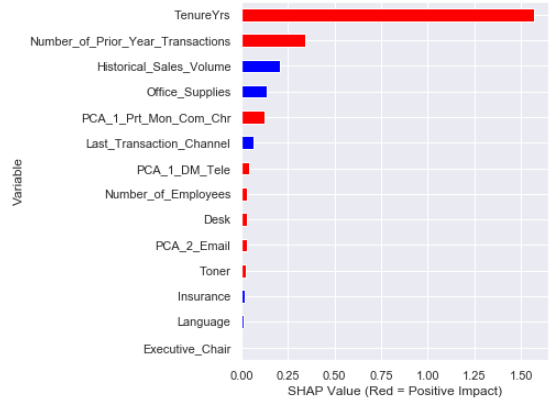 TenureYrs
Number_of_Prior_Year_Transactions
Historical_Sales_Volume
Office_Supplies
PCA_1_Prt_Mon_Com_Chr
Last_Transaction_Channel
PCA_1_DM_Tele
Number_of_Employees
Desk
PCA_2_Email
Toner
Insurance
Language
Executive_Chair
Variable
0.00 0.25 0.50 0.75 1.00 1.25 1.50
SHAP Value (Red = Positive Impact)